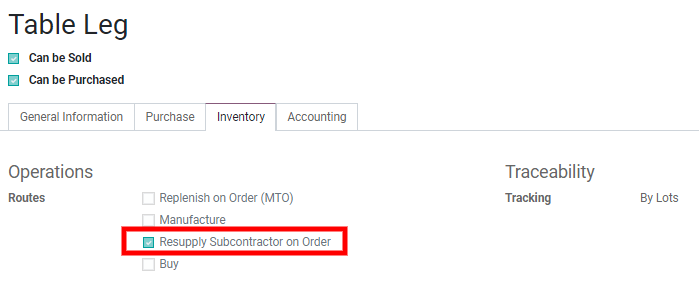 Table Leg
Can be Sold
Can be Purchased
General Information Purchase Inventory Accounting
Operations Traceability
Routes Replenish on Order (MTO) Tracking By Lots
Manufacture
Resupply Subcontractor on Order
Buy